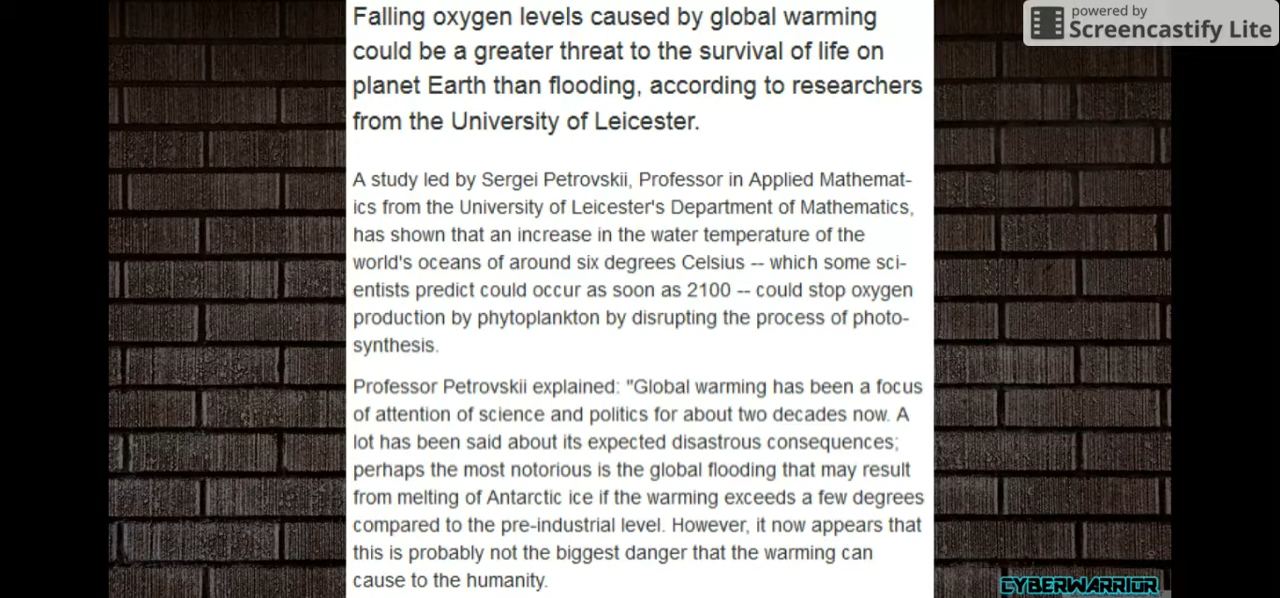 powered by
Screencastify Lite
Falling oxygen levels caused by global warming
could be a greater threat to the survival of life on
planet Earth than flooding, according to researchers
from the University of Leicester.
A study led by Sergei Petrovskii, Professor in Applied Mathemat-
ics from the University of Leicester's Department of Mathematics,
has shown that an increase in the water temperature of the
world's oceans of around six degrees Celsius -- which some sci-
entists predict could occur as soon as 2100 -- could stop oxygen
production by phytoplankton by disrupting the process of photo-
synthesis.
Professor Petrovskii explained: "Global warming has been a focus
of attention of science and politics for about two decades now. A
lot has been said about its expected disastrous consequences;
perhaps the most notorious is the global flooding that may result
from melting of Antarctic ice if the warming exceeds a few degrees
compared to the pre-industrial level. However, it now appears that
this is probably not the biggest danger that the warming can
cause to the humanity.
CYBERWARRIOR